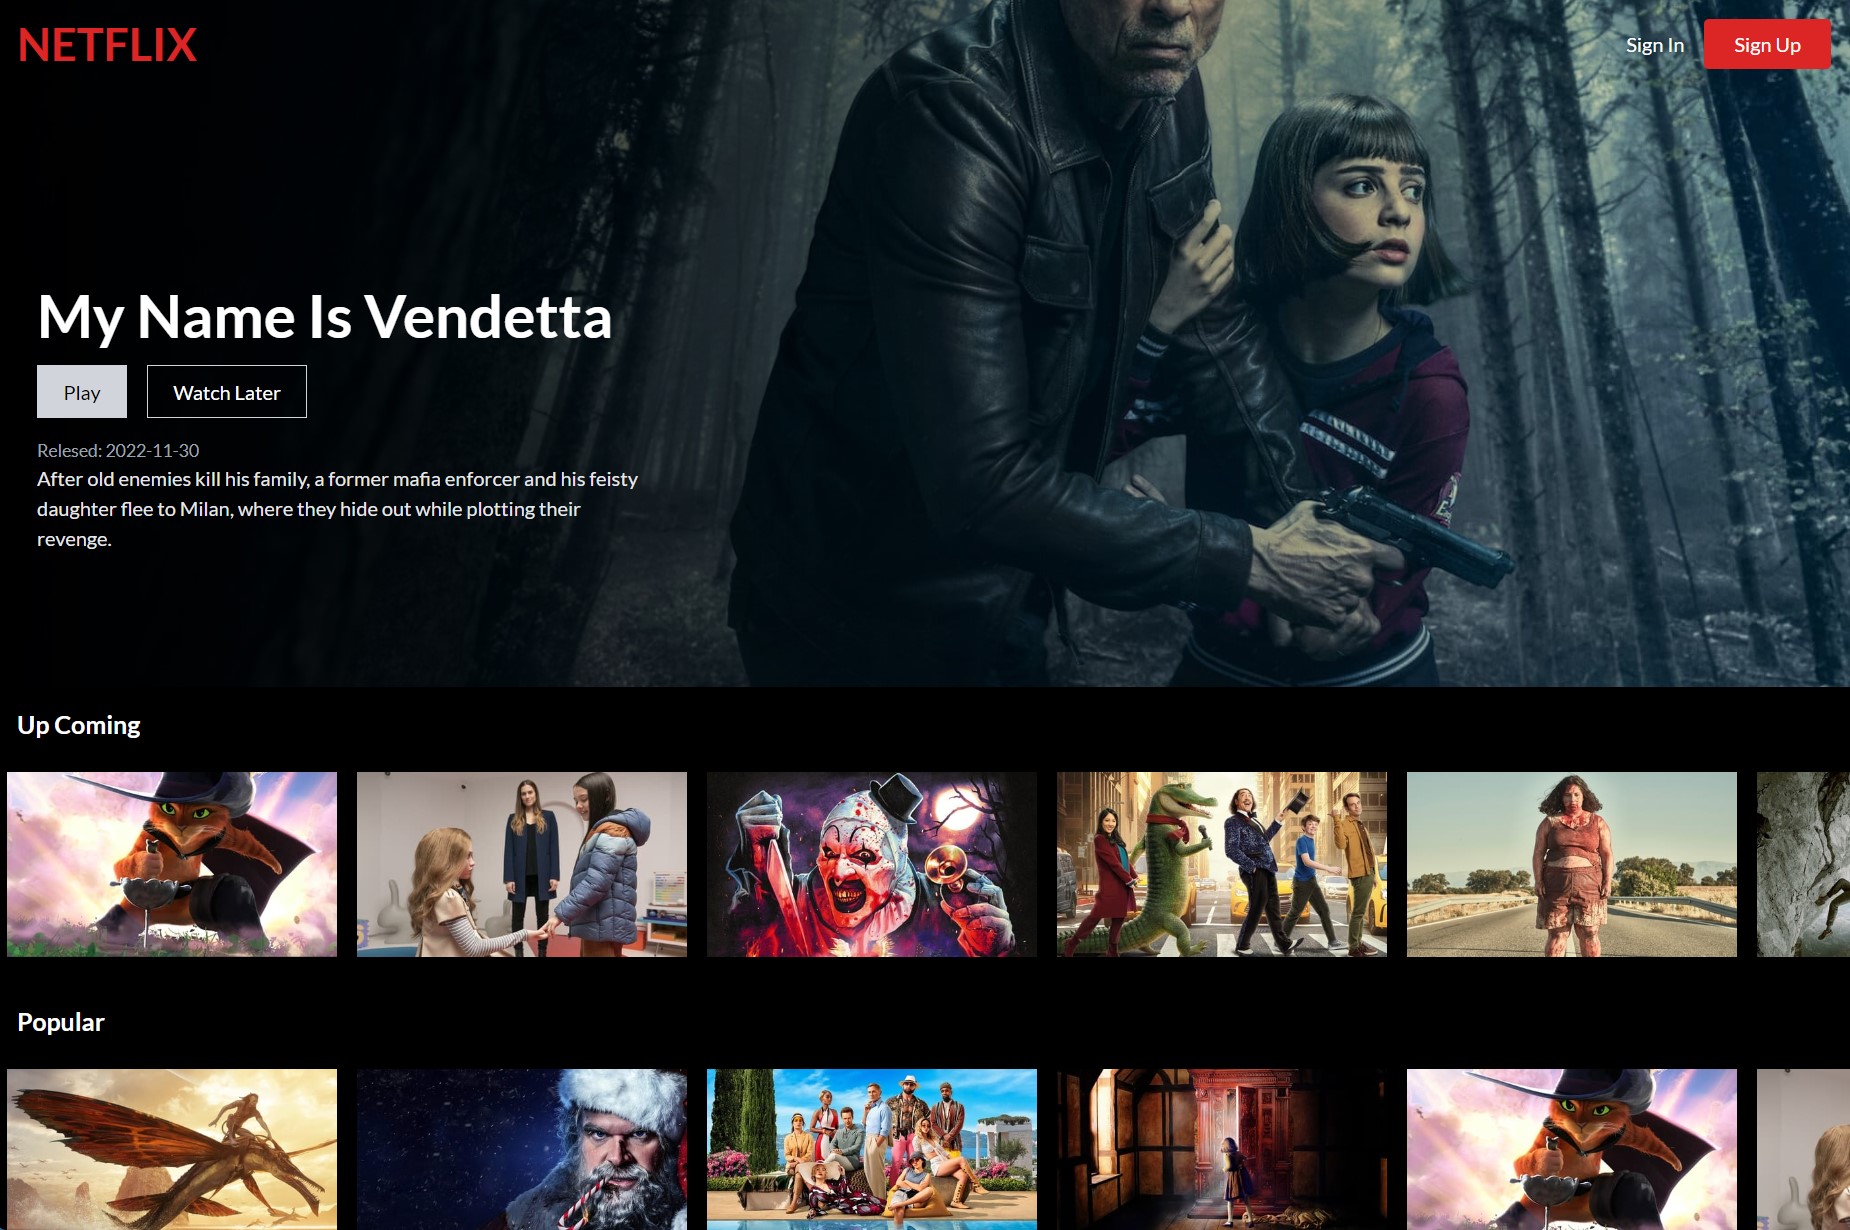 NETFLIX
Sign In
Sign Up
My Name Is Vendetta
Play
Watch Later
Relesed: 2022-11-30
After old enemies kill his family, a former mafia enforcer and his feisty
daughter flee to Milan, where they hide out while plotting their
revenge.
Up Coming
Popular